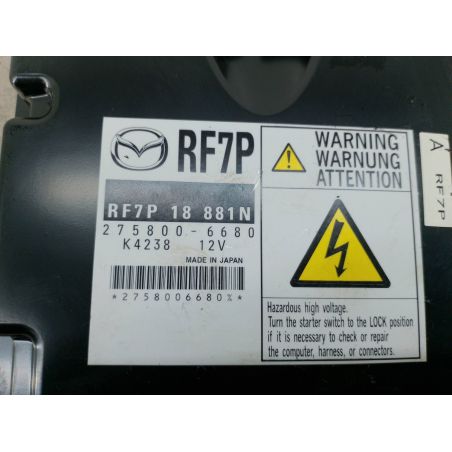 RF7P
RF7P 18 881N
275800-6680
K4238 12V
MADE IN JAPAN
*2758006680%*
WARNING
WARNUNG
ATTENTION
Hazardous high voltage.
Turn the starter switch to the LOCK position
if it is necessary to check or repair
the computer, harness, or connectors.
A
RF7P